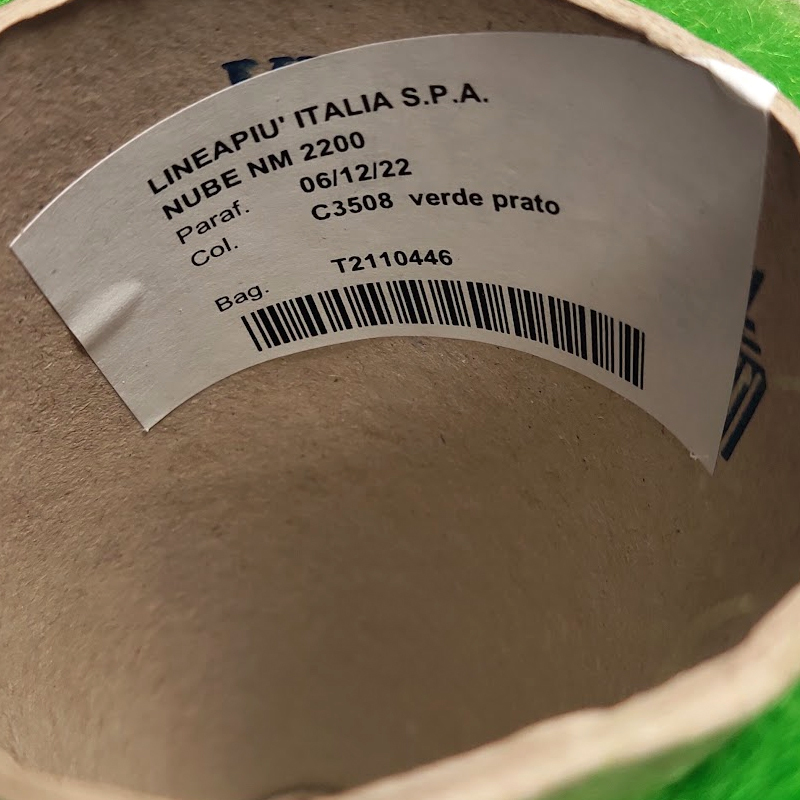 LINEAPIU' ITALIA S.P.A.
NUBE NM 2200
Paraf. 06/12/22
Col. C3508 verde prato
Bag. T2110446